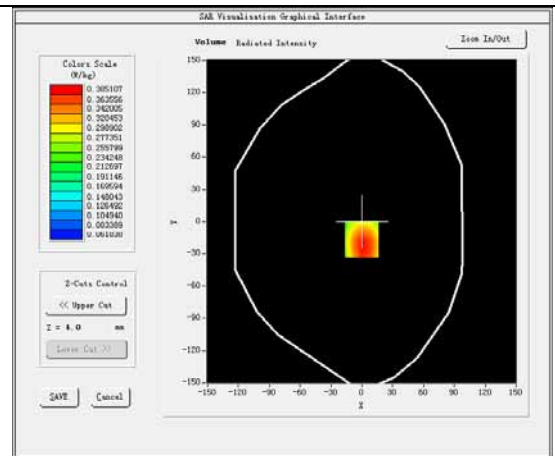 SAR Visualisation Graphical Interface
Volume Radiated Intensity
Zoom In/Out
Colors Scale
(W/kg)
0.385107
0.363556
0.342005
0.320453
0.298902
0.277351
0.255799
0.234248
0.212697
0.191146
0.169594
0.148043
0.126492
0.104940
0.083389
0.061838
150
120
90
60
30
0
-30
-60
-90
-120
-150
Y
-150 -120 -90 -60 -30 0 30 60 90 120 150
X
Z-Cuts Control
<< Upper Cut
Z = 4.0 mm
Lower Cut >>
SAVE Cancel